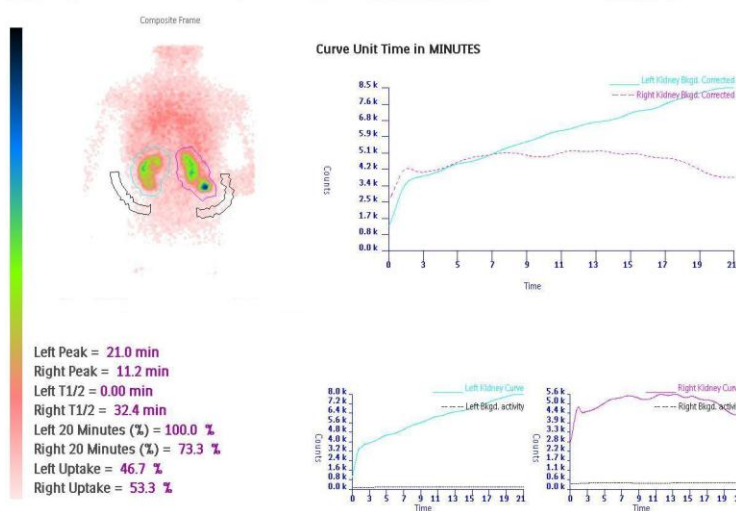 Composite Frame
Curve Unit Time in MINUTES
Left Kidney Bkgd. Corrected
Right Kidney Bkgd. Corrected
8.5 k
7.6 k
6.8 k
5.9 k
5.1 k
4.2 k
3.4 k
2.5 k
1.7 k
0.8 k
0.0 k
Counts
0 3 5 7 9 11 13 15 17 19 21
Time
Left Peak = 21.0 min
Right Peak = 11.2 min
Left T1/2 = 0.00 min
Right T1/2 = 32.4 min
Left 20 Minutes (%) = 100.0 %
Right 20 Minutes (%) = 73.3 %
Left Uptake = 46.7 %
Right Uptake = 53.3 %
Left Kidney Curve
Left Bkgd. activity
8.0 k
7.2 k
6.4 k
5.6 k
4.8 k
4.0 k
3.2 k
2.4 k
1.6 k
0.8 k
0.0 k
Counts
0 3 5 7 9 11 13 15 17 19 21
Time
Right Kidney Curv
Right Bkgd. activity
5.6 k
4.9 k
4.4 k
3.9 k
3.3 k
2.8 k
2.2 k
1.7 k
1.1 k
0.6 k
0.0 k
Counts
0 3 5 7 9 11 13 15 17 19
Time